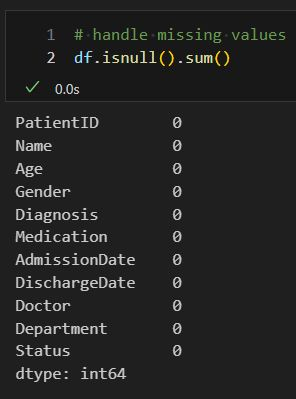 1 # handle missing values
2 df.isnull().sum()
0.0s
PatientID 0
Name 0
Age 0
Gender 0
Diagnosis 0
Medication 0
AdmissionDate 0
DischargeDate 0
Doctor 0
Department 0
Status 0
dtype: int64